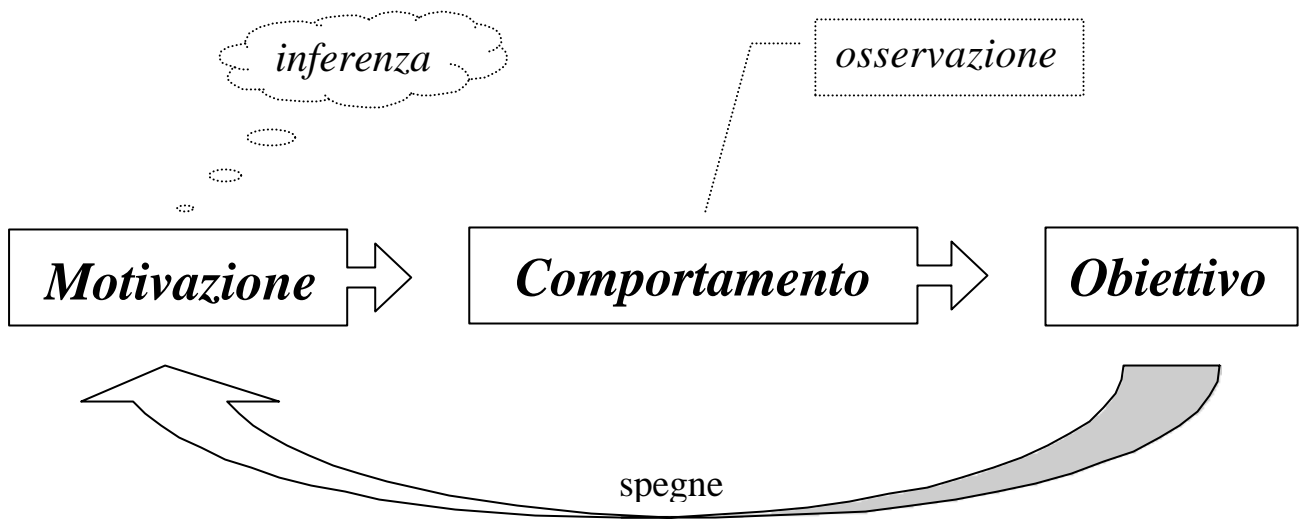 inferenza
osservazione
Motivazione
Comportamento
Obiettivo
spegne